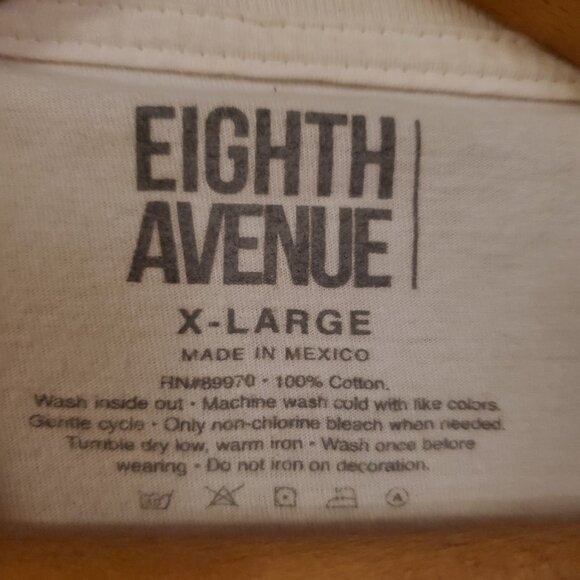 EIGHTH
AVENUE
X-LARGE
MADE IN MEXICO
RN#89970 • 100% Cotton.
Wash inside out • Machine wash cold with like colors.
Gentle cycle • Only non-chlorine bleach when needed.
Tumble dry low, warm iron • Wash once before
wearing • Do not iron on decoration.
A